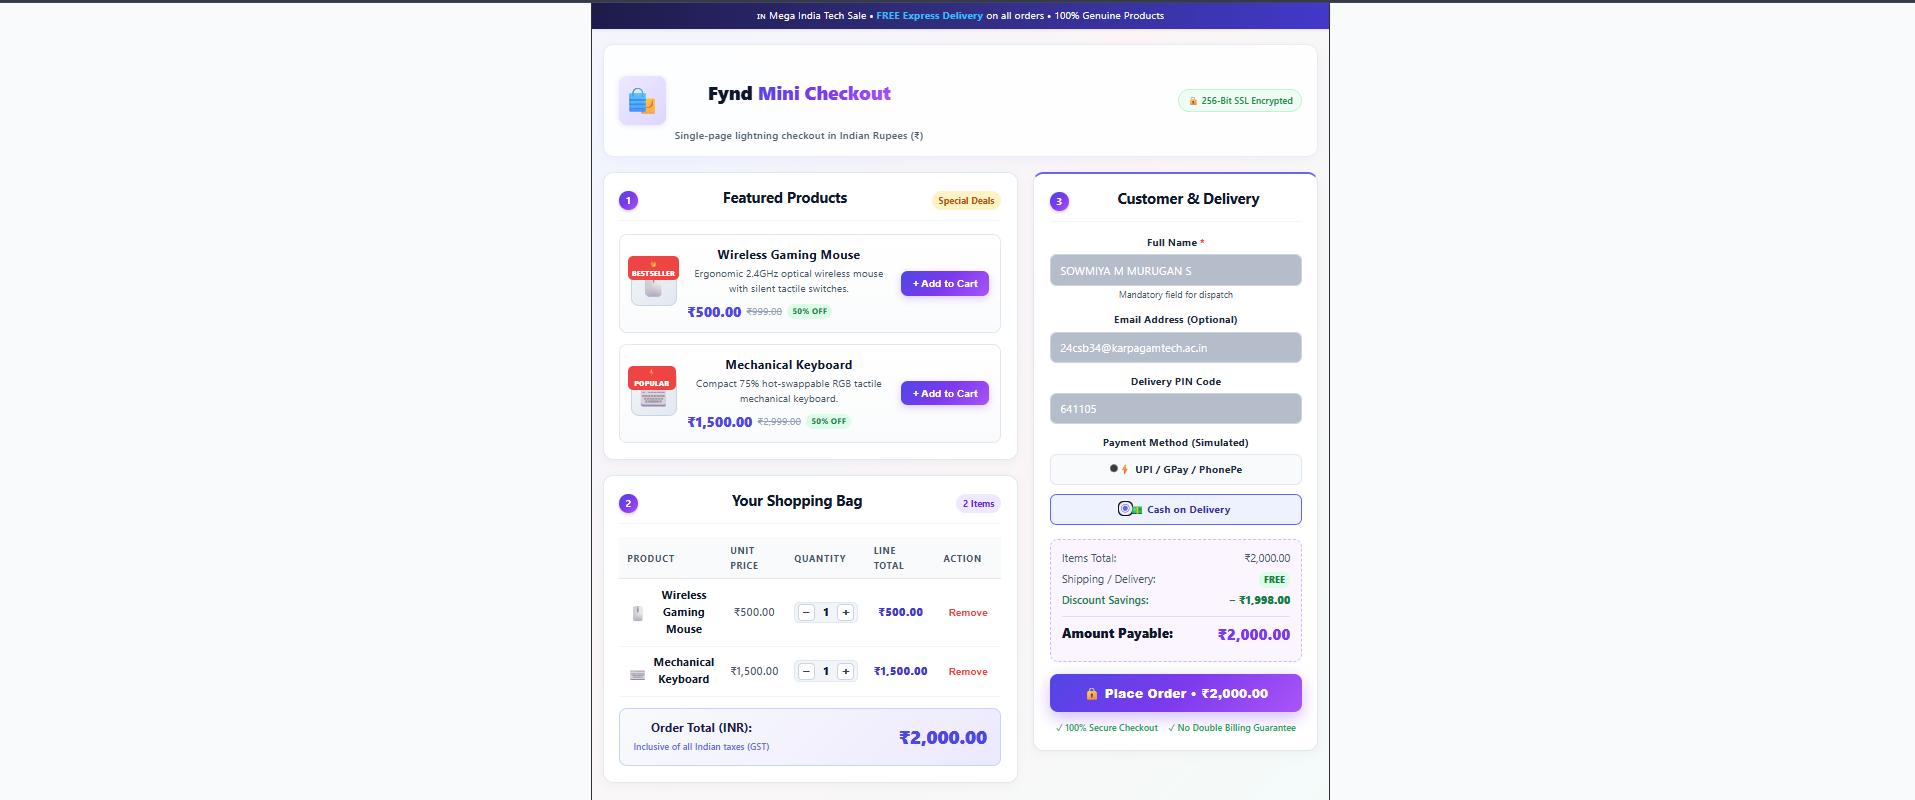 IN Mega India Tech Sale • FREE Express Delivery on all orders • 100% Genuine Products
Fynd Mini Checkout
Single-page lightning checkout in Indian Rupees (₹)
256-Bit SSL Encrypted
1
Featured Products
Special Deals
BESTSELLER
Wireless Gaming Mouse
Ergonomic 2.4GHz optical wireless mouse
with silent tactile switches.
₹500.00 ₹999.00 50% OFF
+ Add to Cart
POPULAR
Mechanical Keyboard
Compact 75% hot-swappable RGB tactile
mechanical keyboard.
₹1,500.00 ₹2,999.00 50% OFF
+ Add to Cart
2
Your Shopping Bag
2 Items
PRODUCT UNIT PRICE QUANTITY LINE TOTAL ACTION
Wireless Gaming Mouse ₹500.00 − 1 + ₹500.00 Remove
Mechanical Keyboard ₹1,500.00 − 1 + ₹1,500.00 Remove
Order Total (INR):
Inclusive of all Indian taxes (GST)
₹2,000.00
3
Customer & Delivery
Full Name *
SOWMIYA M MURUGAN S
Mandatory field for dispatch
Email Address (Optional)
24csb34@karpagamtech.ac.in
Delivery PIN Code
641105
Payment Method (Simulated)
UPI / GPay / PhonePe
Cash on Delivery
Items Total: ₹2,000.00
Shipping / Delivery: FREE
Discount Savings: − ₹1,998.00
Amount Payable: ₹2,000.00
Place Order • ₹2,000.00
✓ 100% Secure Checkout ✓ No Double Billing Guarantee